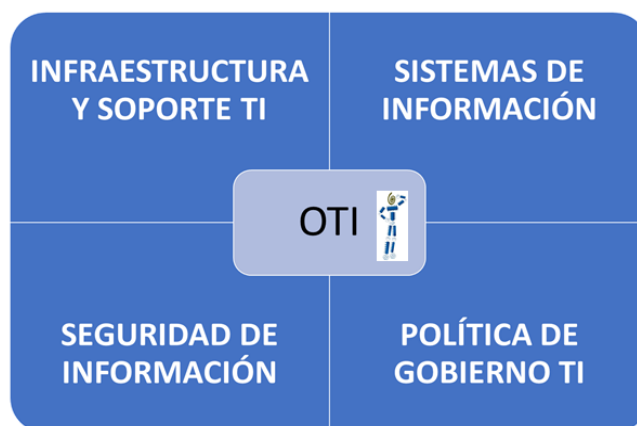 INFRAESTRUCTURA
Y SOPORTE TI
SISTEMAS DE
INFORMACIÓN
OTI
SEGURIDAD DE
INFORMACIÓN
POLÍTICA DE
GOBIERNO TI